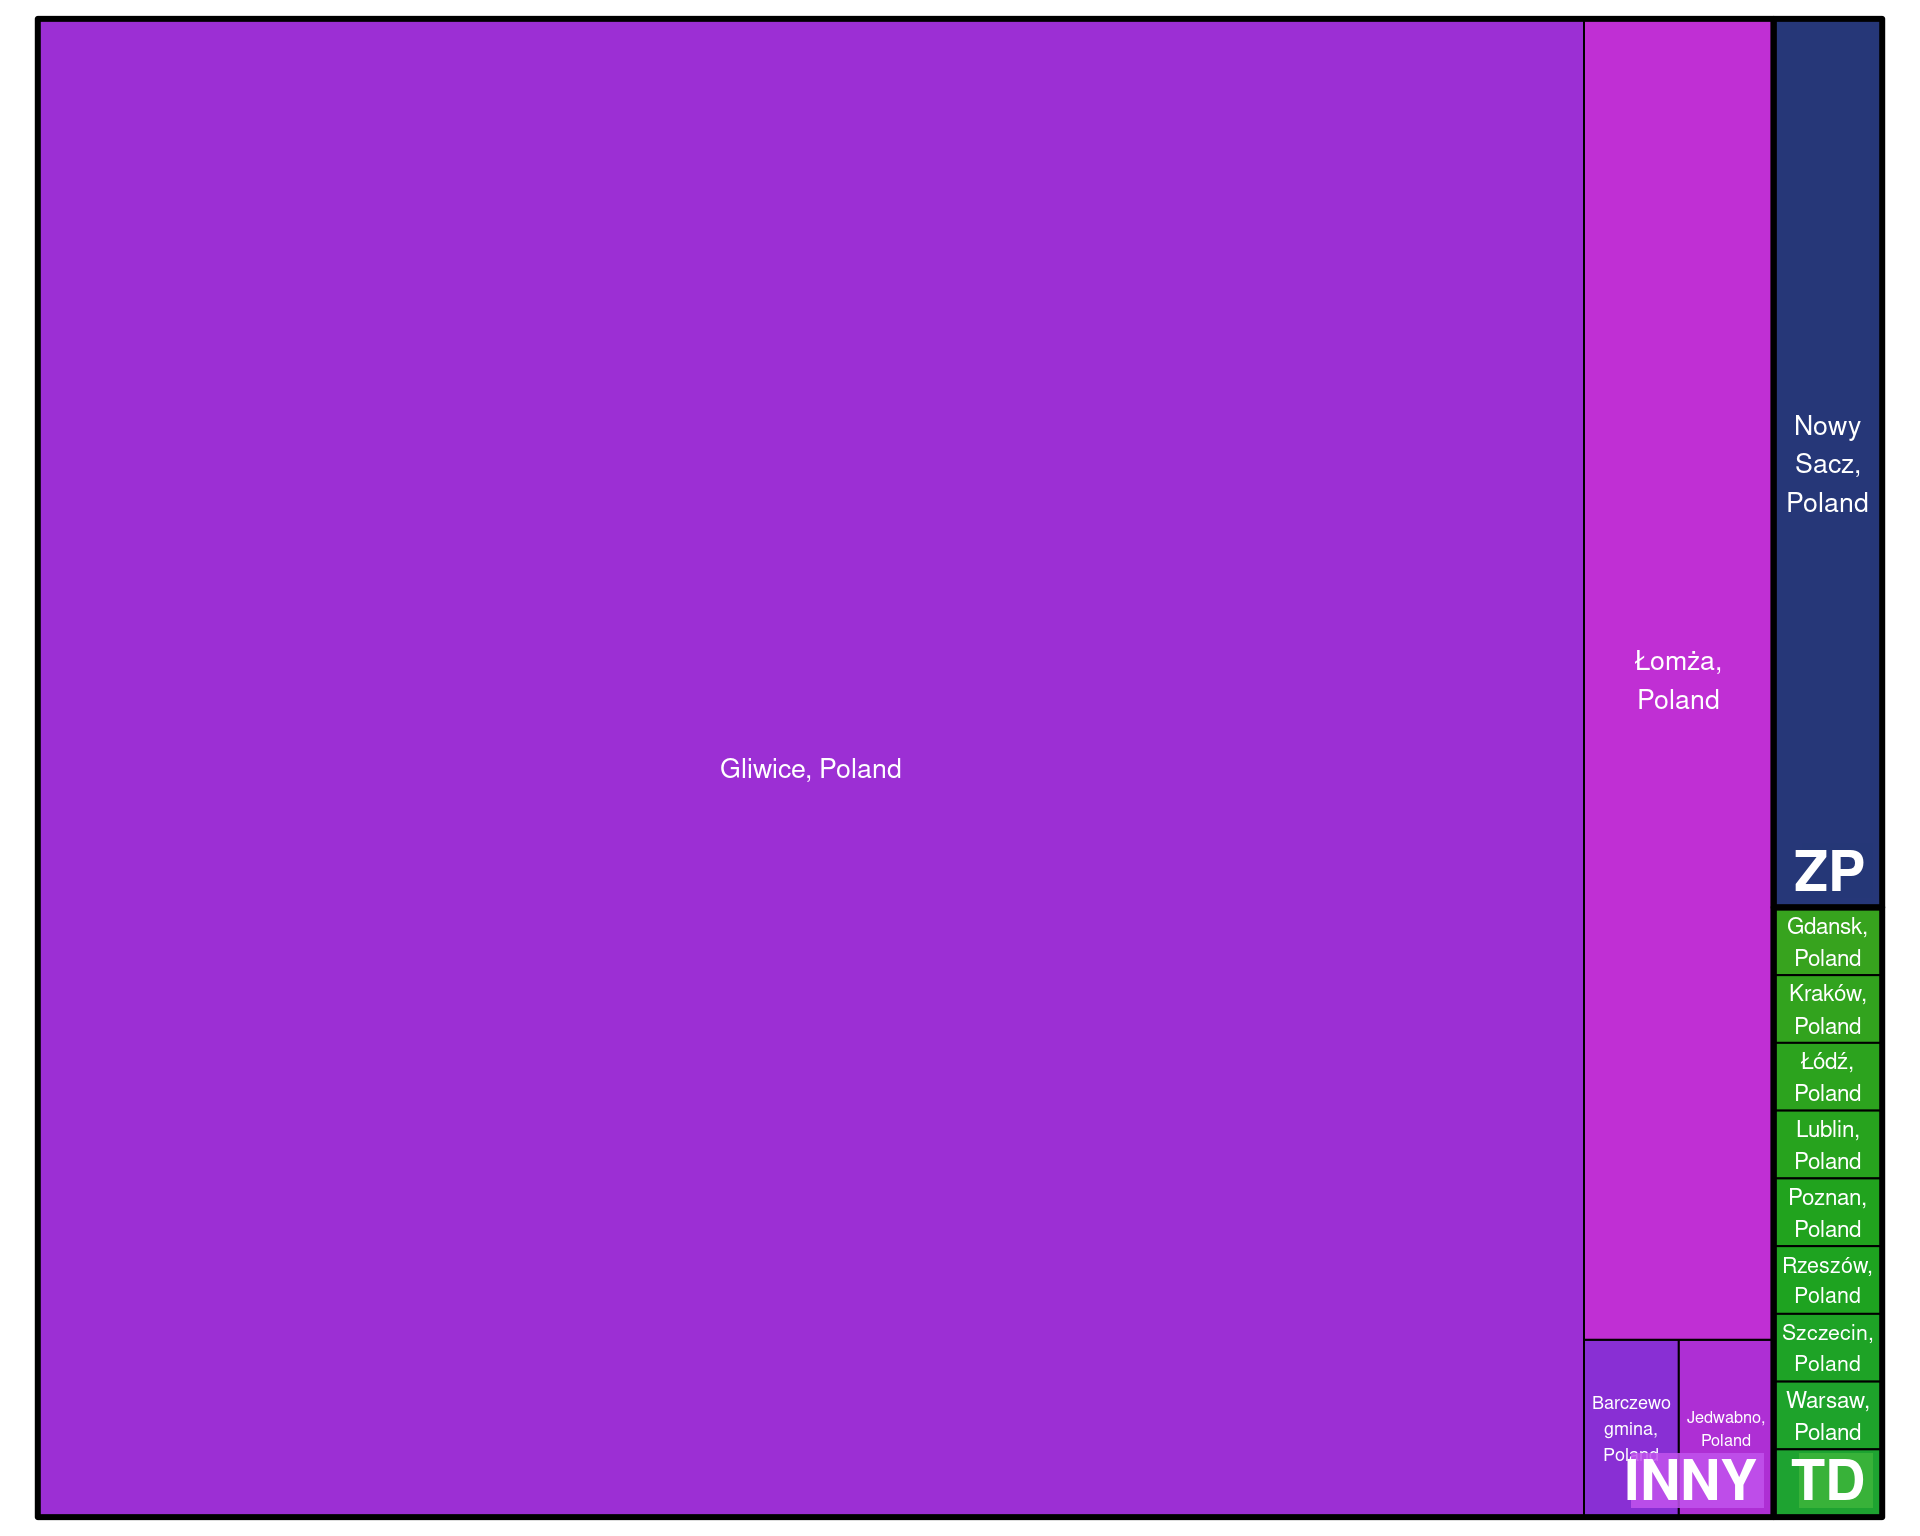 Gliwice, Poland
Łomża,
Poland
Barczewo
gmina,
Poland
Jedwabno,
Poland
INNY
Nowy
Sacz,
Poland
ZP
Gdansk,
Poland
Kraków,
Poland
Łódź,
Poland
Lublin,
Poland
Poznan,
Poland
Rzeszów,
Poland
Szczecin,
Poland
Warsaw,
Poland
TD